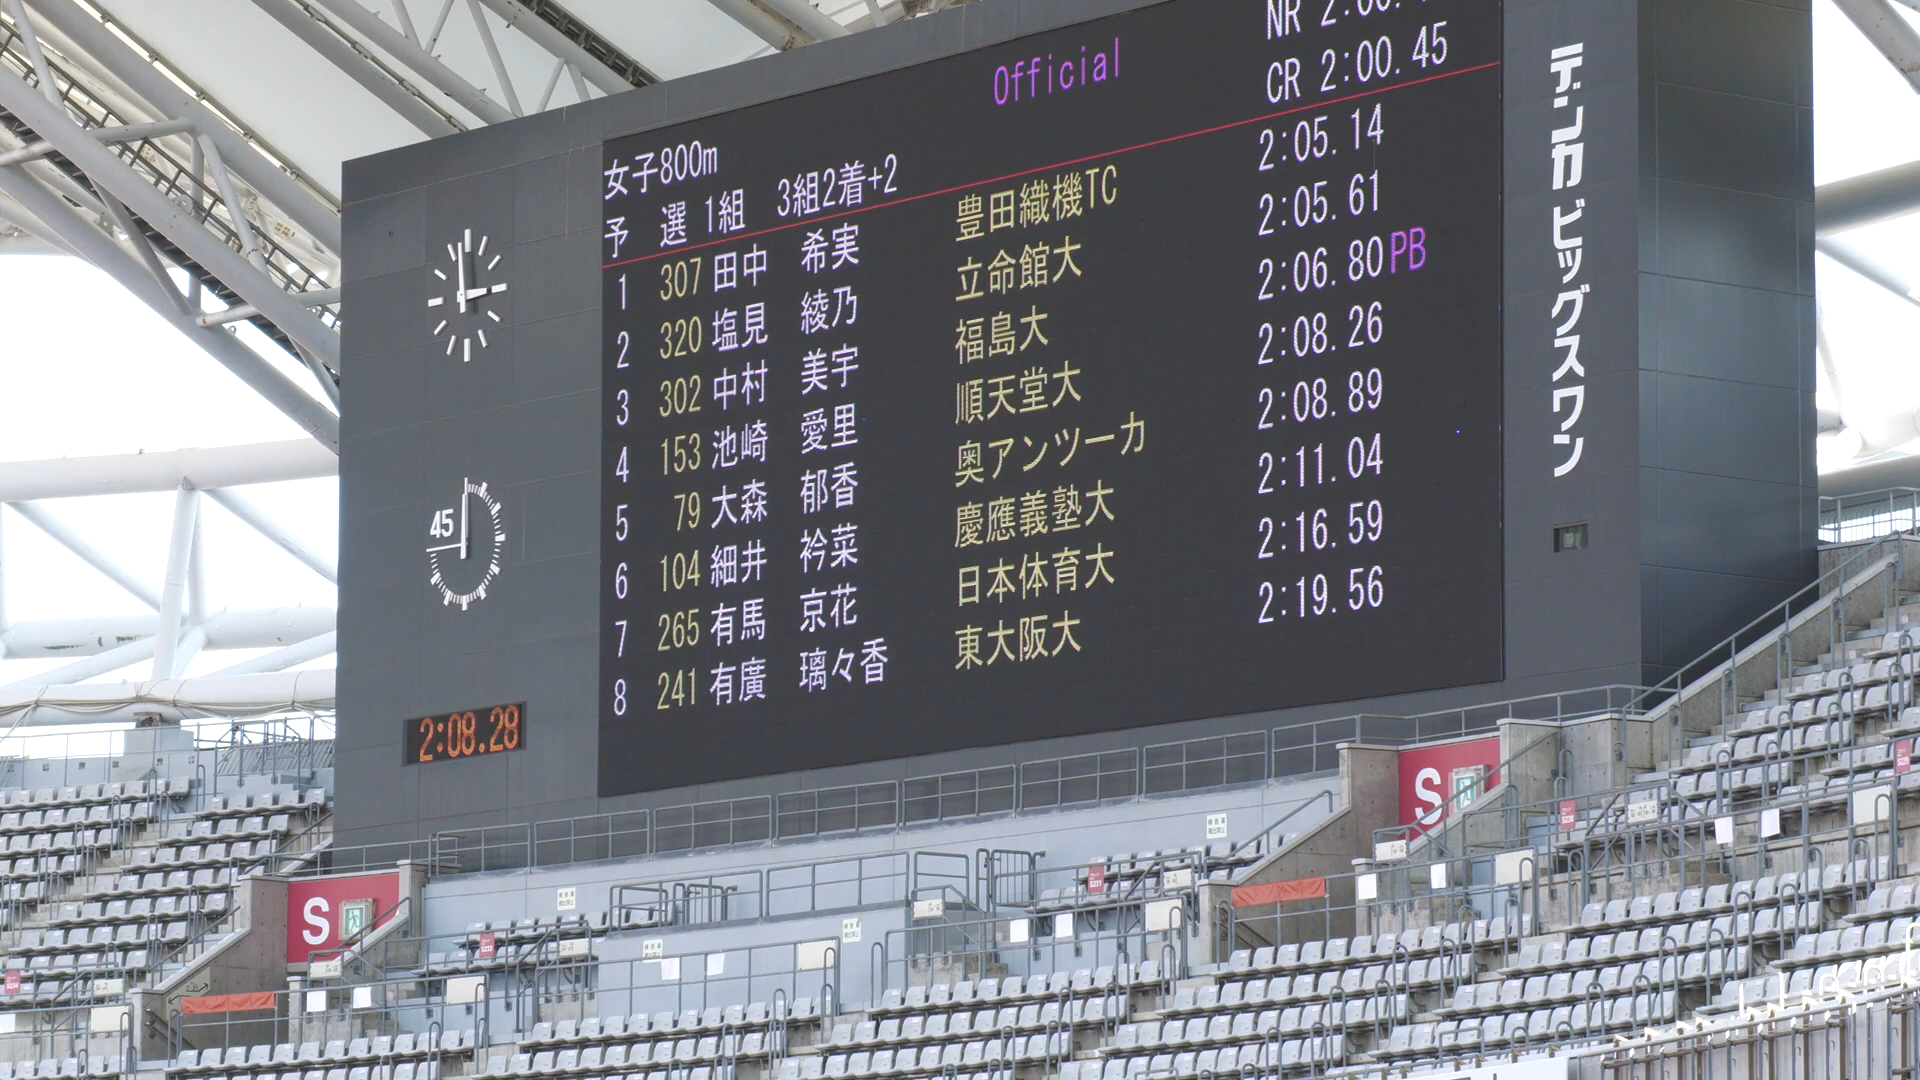 Official
NR 2:00.
CR 2:00.45
女子800m
予 選 1組 3組2着+2
1 307 田中 希実 豊田織機TC 2:05.14
2 320 塩見 綾乃 立命館大 2:05.61
3 302 中村 美宇 福島大 2:06.80 PB
4 153 池崎 愛里 順天堂大 2:08.26
5 79 大森 郁香 奥アンツーカ 2:08.89
6 104 細井 衿菜 慶應義塾大 2:11.04
7 265 有馬 京花 日本体育大 2:16.59
8 241 有廣 璃々香 東大阪大 2:19.56
デンカ ビッグスワン
45
2:08.28
S
S